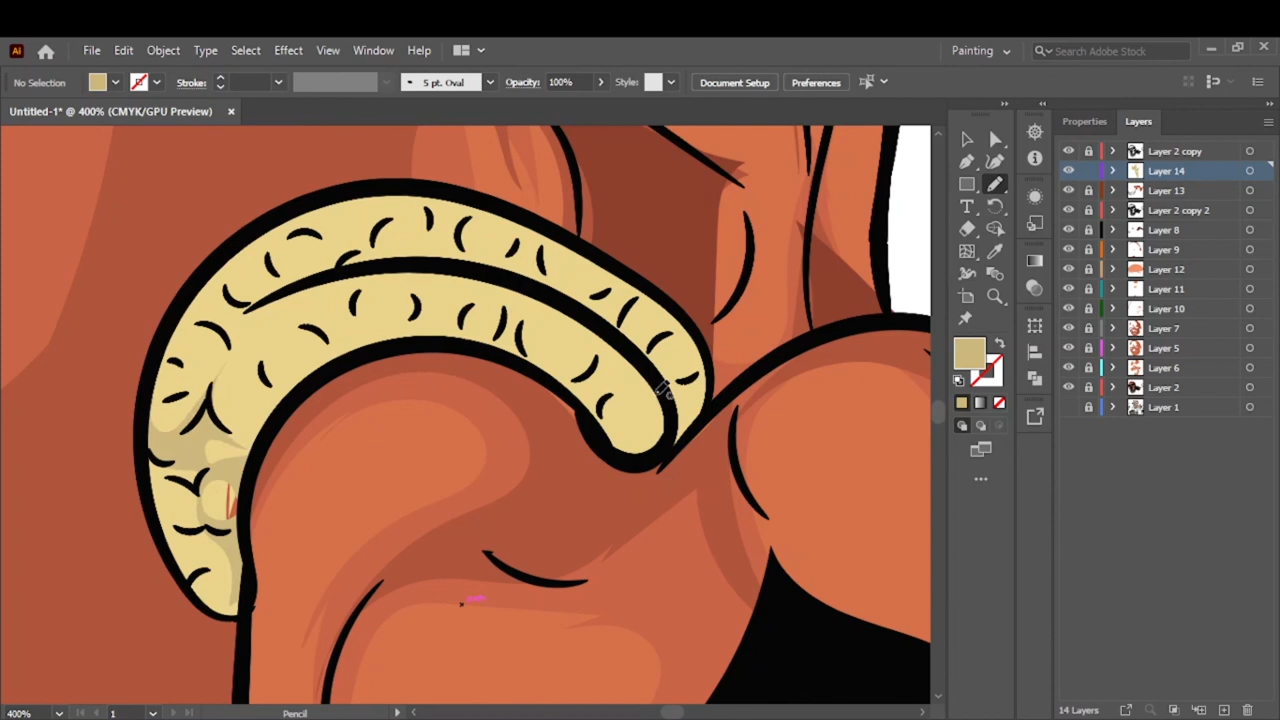 Ai File Edit Object Type Select Effect View Window Help Painting Search Adobe Stock
No Selection Stroke: 5 pt. Oval Opacity: 100% Style: Document Setup Preferences
Untitled-1* @ 400% (CMYK/GPU Preview)
Properties Layers
Layer 2 copy
Layer 14
Layer 13
Layer 2 copy 2
Layer 8
Layer 9
Layer 12
Layer 11
Layer 10
Layer 7
Layer 5
Layer 6
Layer 2
Layer 1
400% 1 Pencil 14 Layers